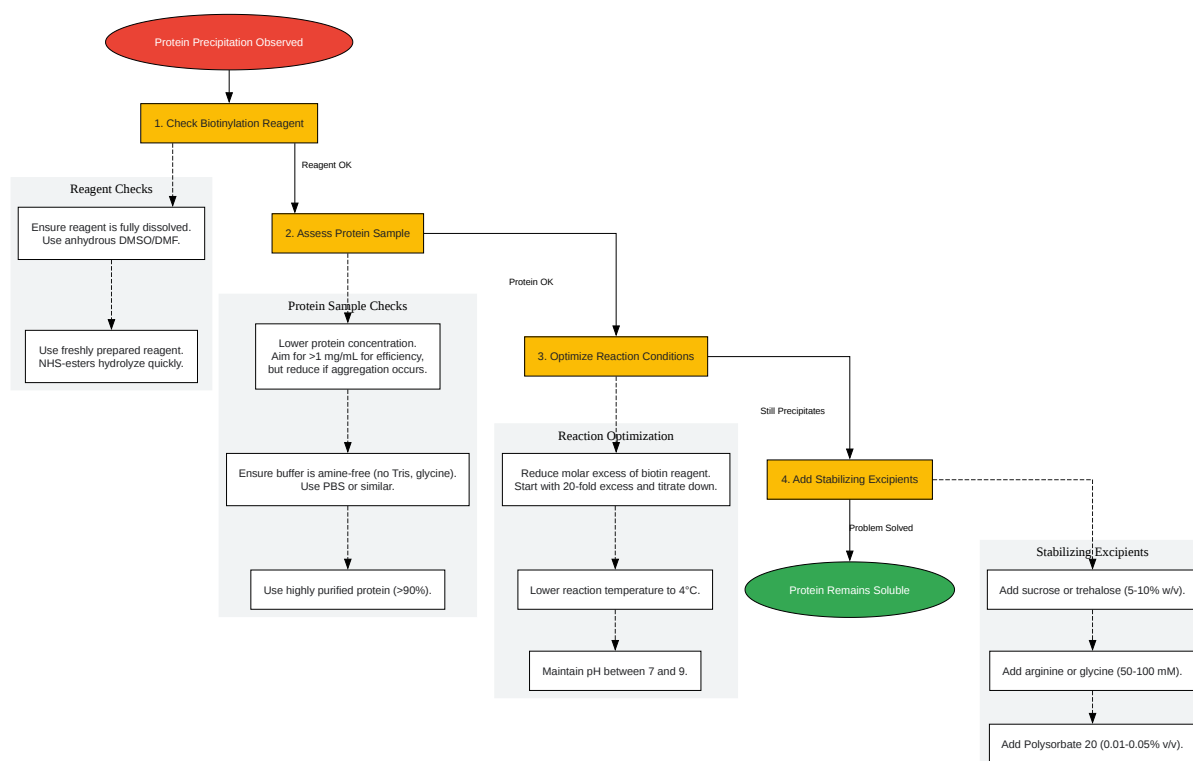 Protein Precipitation Observed
1. Check Biotinylation Reagent
Reagent OK
Reagent Checks
Ensure reagent is fully dissolved.
Use anhydrous DMSO/DMF.
Use freshly prepared reagent.
NHS-esters hydrolyze quickly.
2. Assess Protein Sample
Protein OK
Protein Sample Checks
Lower protein concentration.
Aim for >1 mg/mL for efficiency,
but reduce if aggregation occurs.
Ensure buffer is amine-free (no Tris, glycine).
Use PBS or similar.
Use highly purified protein (>90%).
3. Optimize Reaction Conditions
Still Precipitates
Reaction Optimization
Reduce molar excess of biotin reagent.
Start with 20-fold excess and titrate down.
Lower reaction temperature to 4°C.
Maintain pH between 7 and 9.
4. Add Stabilizing Excipients
Problem Solved
Protein Remains Soluble
Stabilizing Excipients
Add sucrose or trehalose (5-10% w/v).
Add arginine or glycine (50-100 mM).
Add Polysorbate 20 (0.01-0.05% v/v).